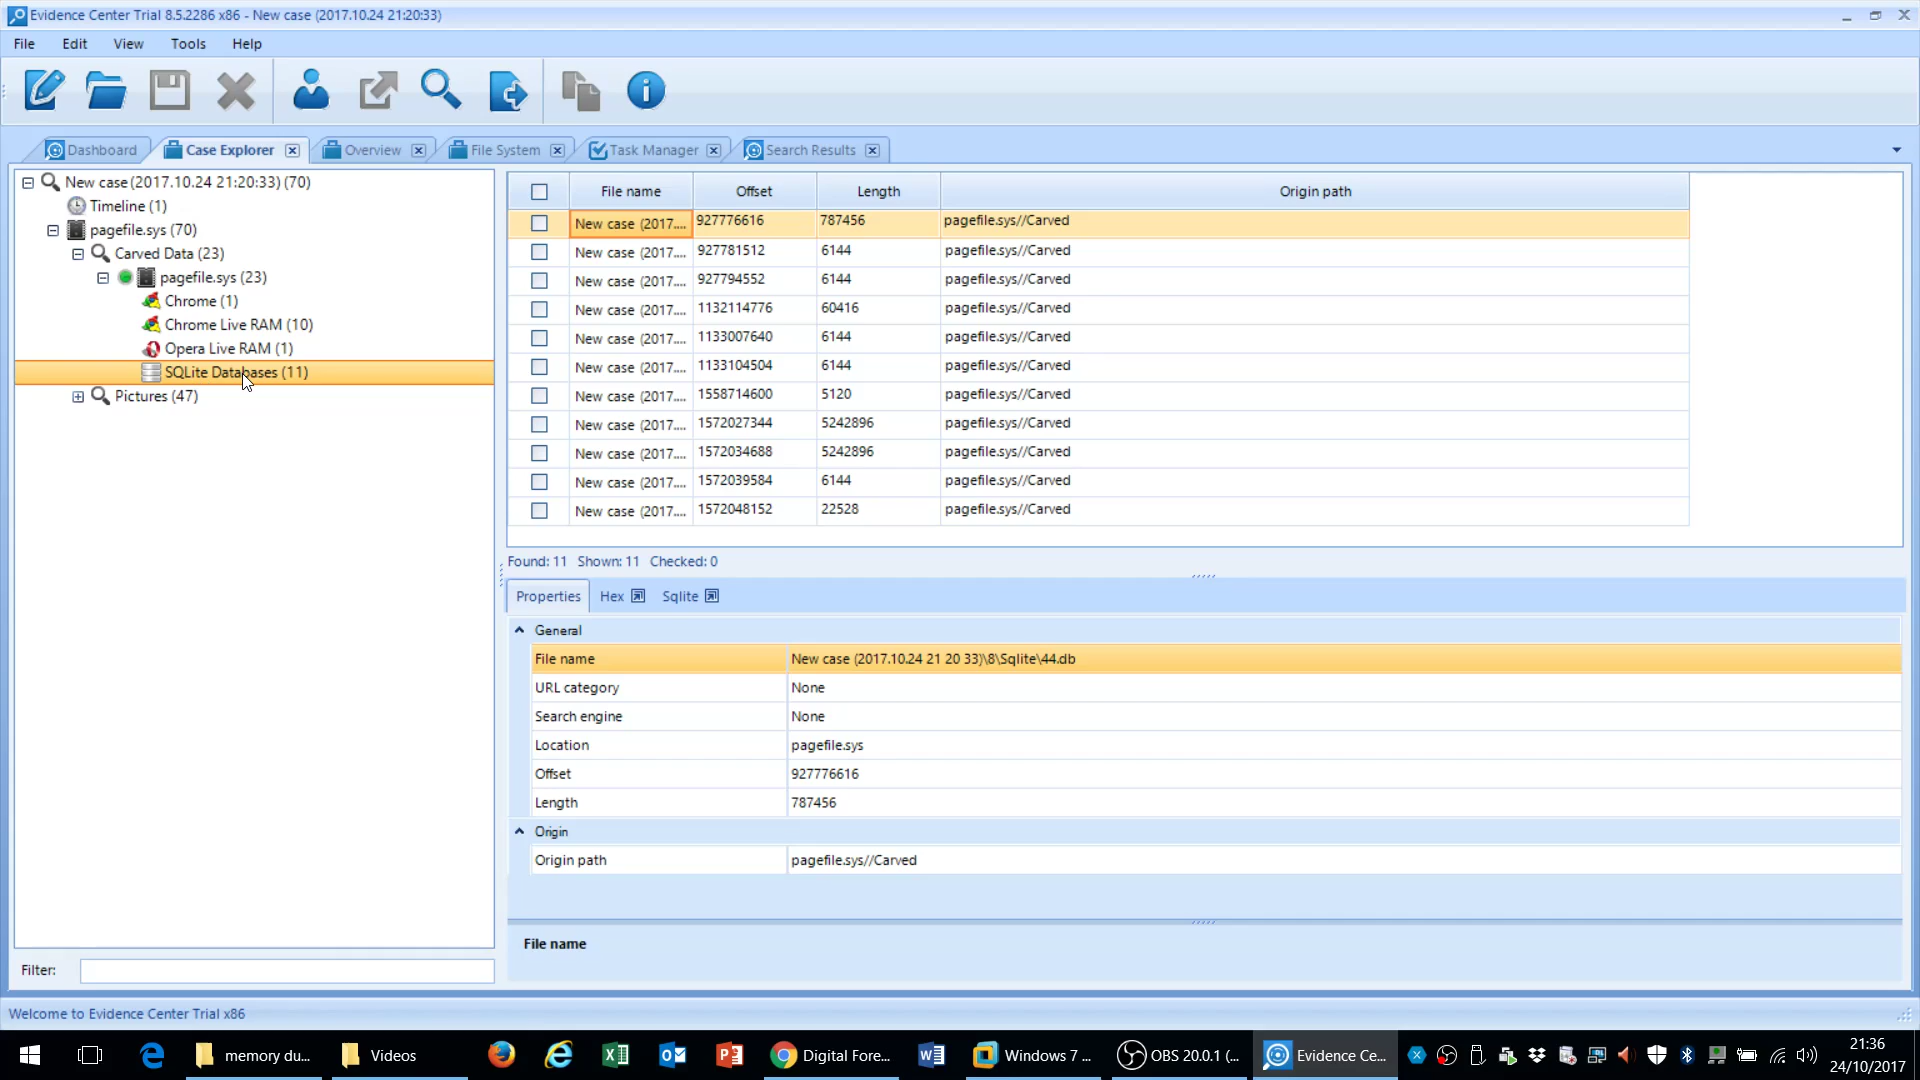 Evidence Center Trial 8.5.2286 x86 - New case (2017.10.24 21:20:33)
File Edit View Tools Help
Dashboard Case Explorer Overview File System Task Manager Search Results
New case (2017.10.24 21:20:33) (70)
Timeline (1)
pagefile.sys (70)
Carved Data (23)
pagefile.sys (23)
Chrome (1)
Chrome Live RAM (10)
Opera Live RAM (1)
SQLite Databases (11)
Pictures (47)
Filter:
File name Offset Length Origin path
New case (2017.... 927776616 787456 pagefile.sys//Carved
New case (2017.... 927781512 6144 pagefile.sys//Carved
New case (2017.... 927794552 6144 pagefile.sys//Carved
New case (2017.... 1132114776 60416 pagefile.sys//Carved
New case (2017.... 1133007640 6144 pagefile.sys//Carved
New case (2017.... 1133104504 6144 pagefile.sys//Carved
New case (2017.... 1558714600 5120 pagefile.sys//Carved
New case (2017.... 1572027344 5242896 pagefile.sys//Carved
New case (2017.... 1572034688 5242896 pagefile.sys//Carved
New case (2017.... 1572039584 6144 pagefile.sys//Carved
New case (2017.... 1572048152 22528 pagefile.sys//Carved
Found: 11 Shown: 11 Checked: 0
Properties Hex Sqlite
General
File name New case (2017.10.24 21 20 33)\8\Sqlite\44.db
URL category None
Search engine None
Location pagefile.sys
Offset 927776616
Length 787456
Origin
Origin path pagefile.sys//Carved
File name
Welcome to Evidence Center Trial x86
memory du... Videos Digital Fore... Windows 7 ... OBS 20.0.1 (... Evidence Ce...
21:36
24/10/2017